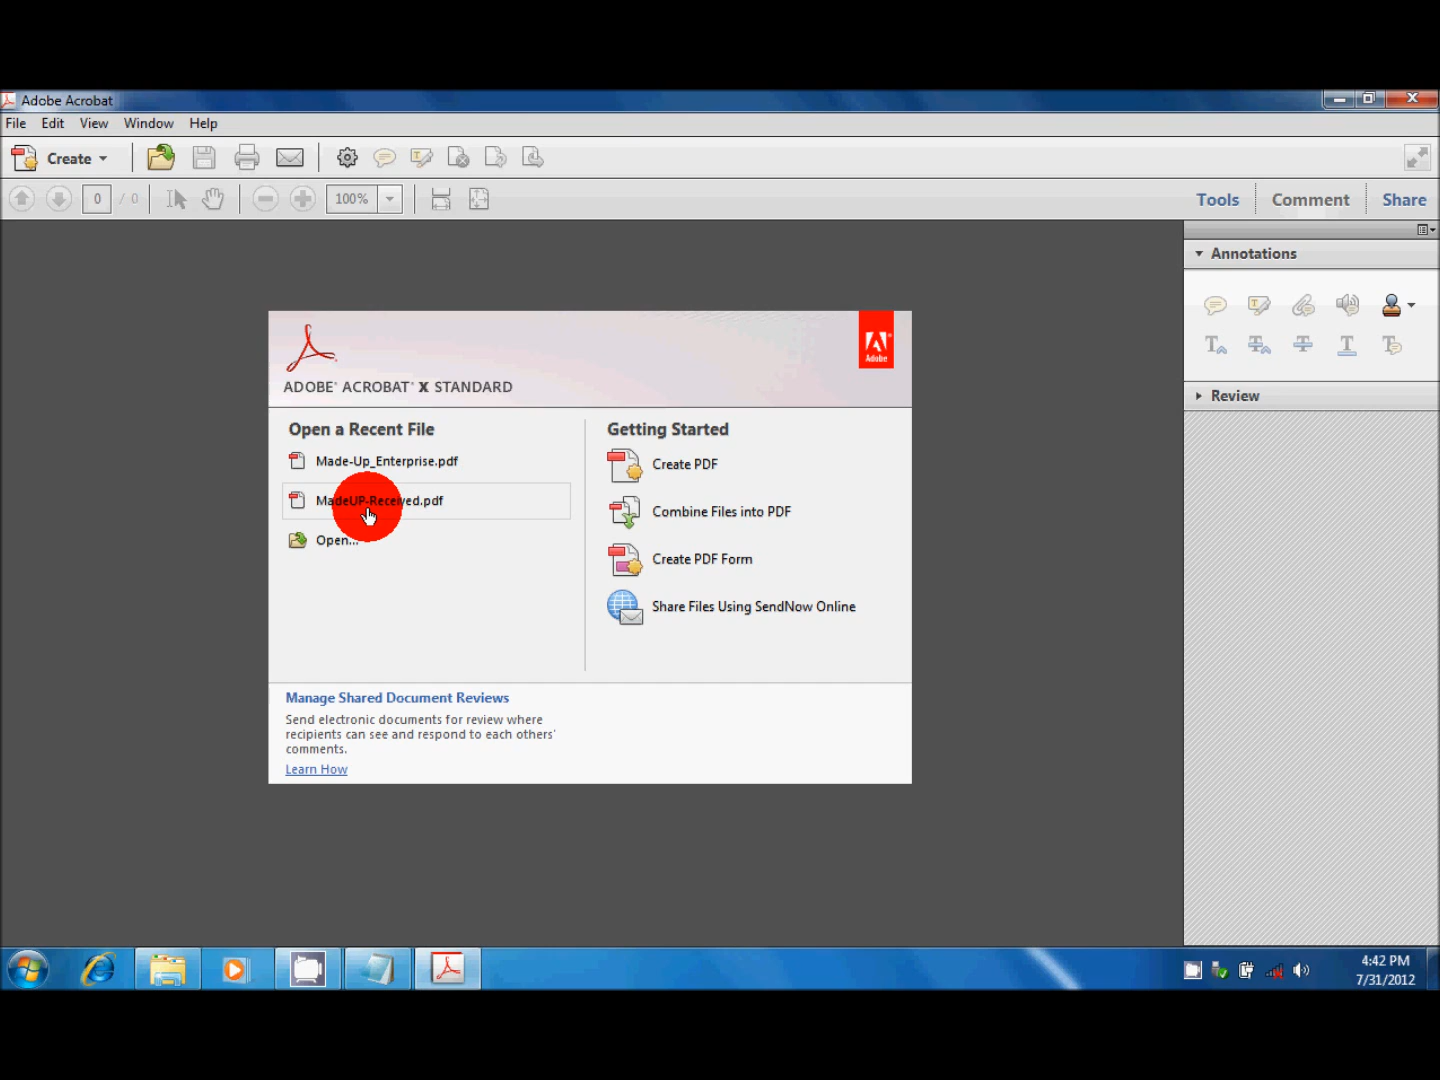 Adobe Acrobat
File Edit View Window Help
Create
0 / 0 100% Tools Comment Share
Annotations
Adobe
ADOBE® ACROBAT® X STANDARD
Open a Recent File
Made-Up_Enterprise.pdf
MadeUP-Received.pdf
Open...
Getting Started
Create PDF
Combine Files into PDF
Create PDF Form
Share Files Using SendNow Online
Review
Manage Shared Document Reviews
Send electronic documents for review where
recipients can see and respond to each others'
comments.
Learn How
4:42 PM
7/31/2012